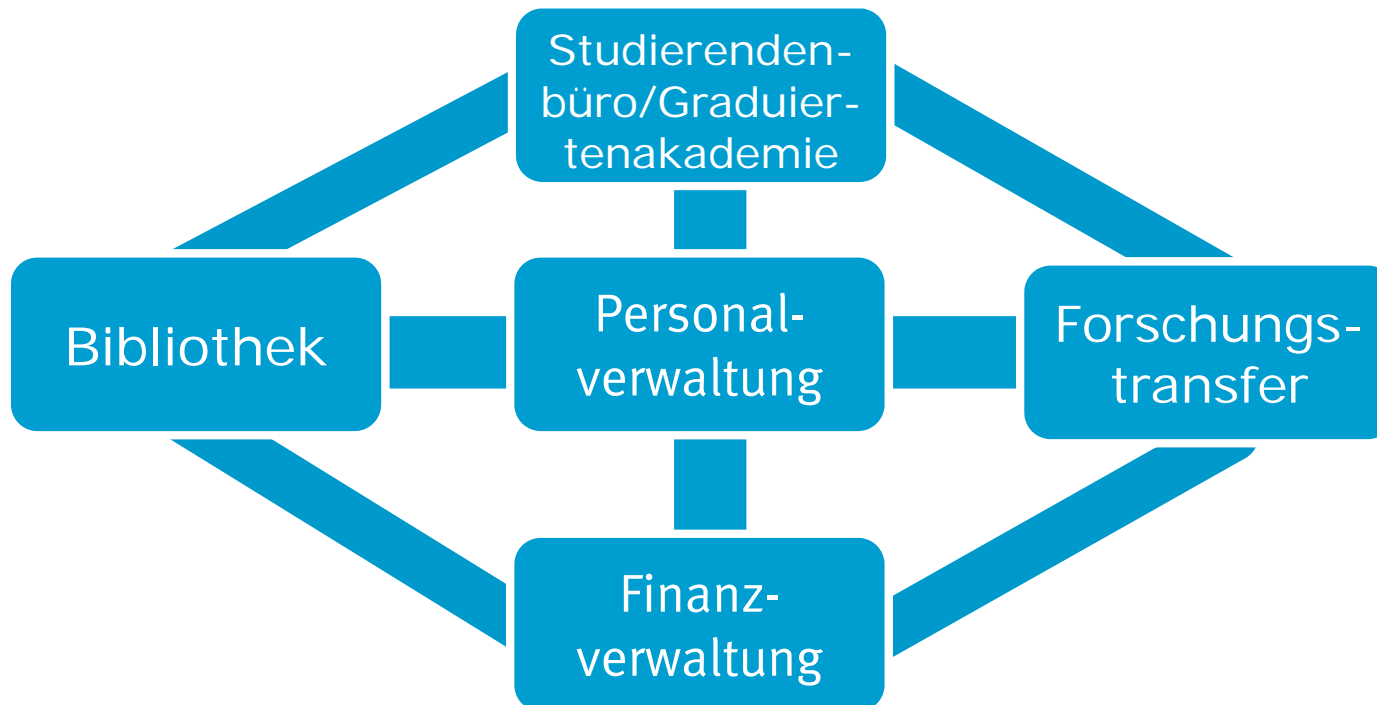 Studierenden-
büro/Graduier-
tenakademie
Bibliothek
Personal-
verwaltung
Forschungs-
transfer
Finanz-
verwaltung